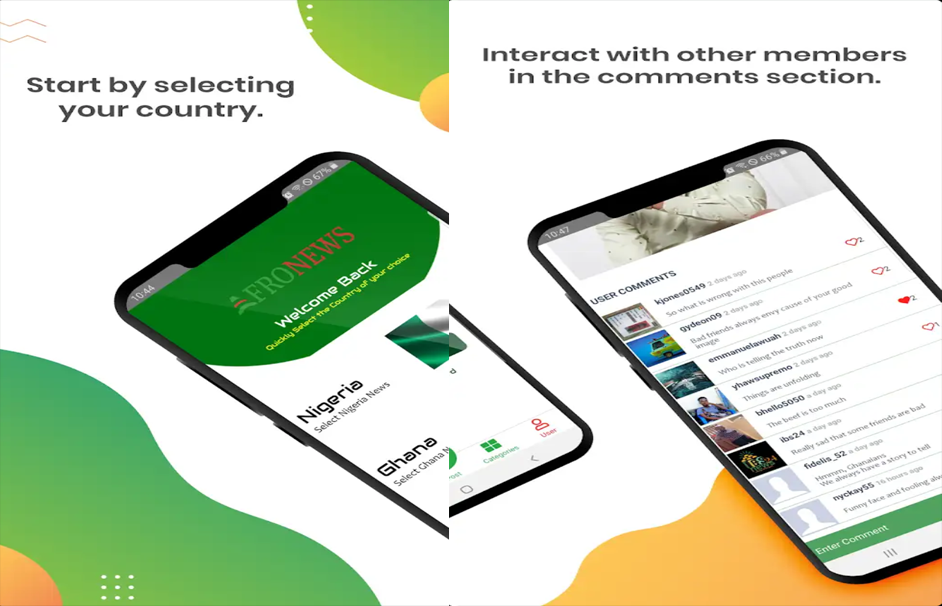 Start by selecting
your country.
10:44
67%
AFRONEWS
Welcome Back
Quickly Select the Country of your choice
Nigeria
Select Nigeria News
Ghana
Select Ghana N
Categories
User
Interact with other members
in the comments section.
10:47
66%
2
USER COMMENTS
kjones0549 2 days ago
So what is wrong with this people
2
gydeon09 2 days ago
Bad friends always envy cause of your good
image
2
emmanuelawuah 2 days ago
Who is telling the truth now
1
yhawsupremo 2 days ago
Things are unfolding
bhello5050 a day ago
The beef is too much
ibs24 a day ago
Really sad that some friends are bad
fidelis_52 a day ago
Hmmm, Ghanaians
We always have a story to tell
nyckay55 16 hours ago
Funny face and fooling alw
Enter Comment